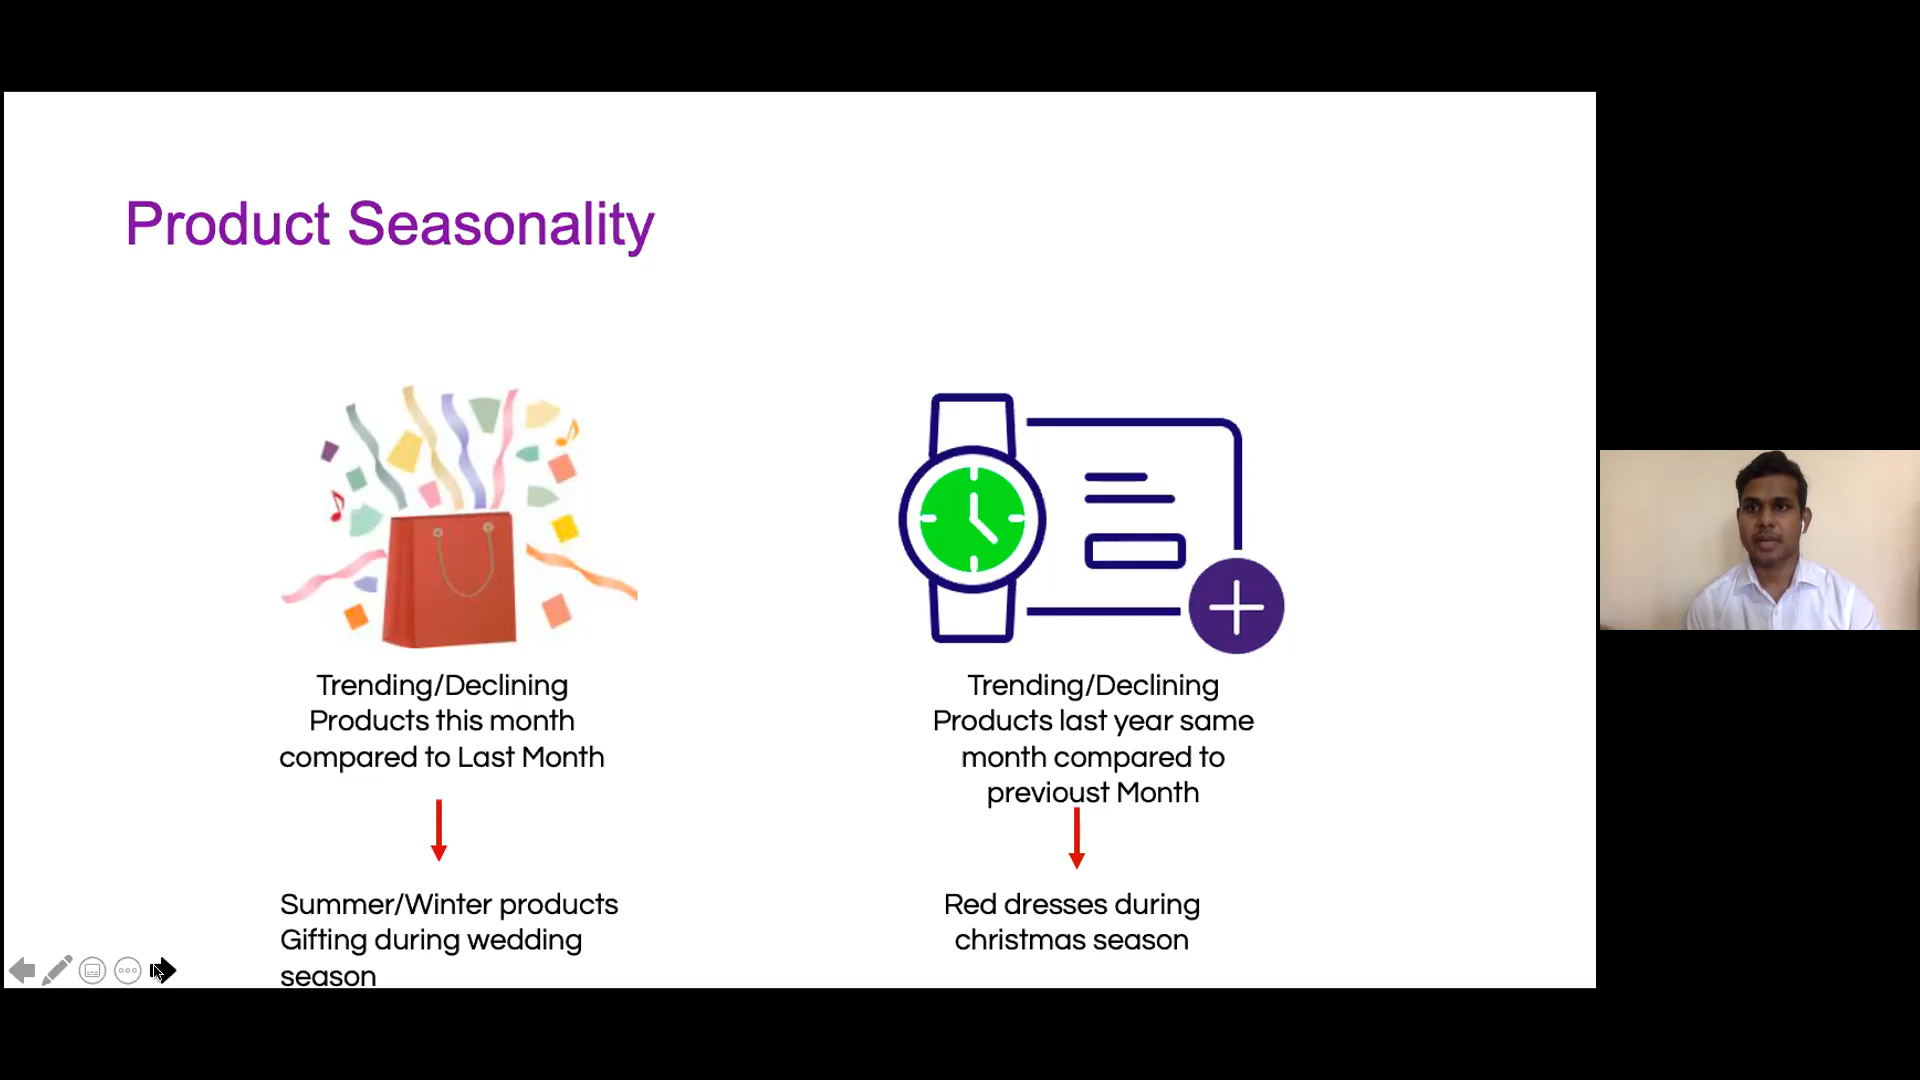 Product Seasonality
Trending/Declining
Products this month
compared to Last Month
Summer/Winter products
Gifting during wedding
season
Trending/Declining
Products last year same
month compared to
previoust Month
Red dresses during
christmas season